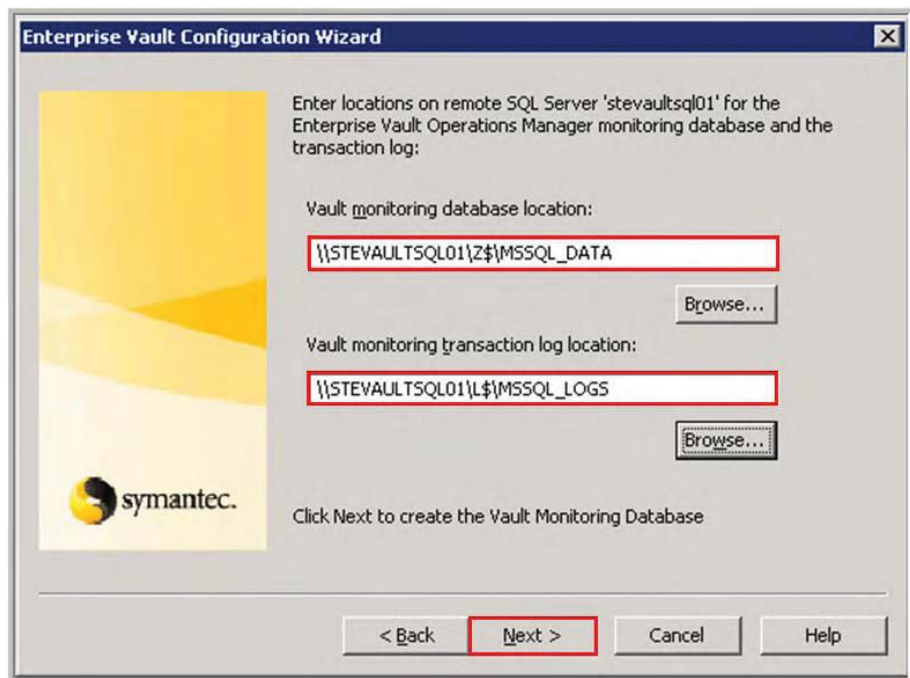 Enterprise Vault Configuration Wizard
Enter locations on remote SQL Server 'stevaultsql01' for the
Enterprise Vault Operations Manager monitoring database and the
transaction log:
Vault monitoring database location:
\\STEVAULTSQL01\Z$\MSSQL_DATA
Browse...
Vault monitoring transaction log location:
\\STEVAULTSQL01\L$\MSSQL_LOGS
Browse...
symantec.
Click Next to create the Vault Monitoring Database
< Back Next > Cancel Help